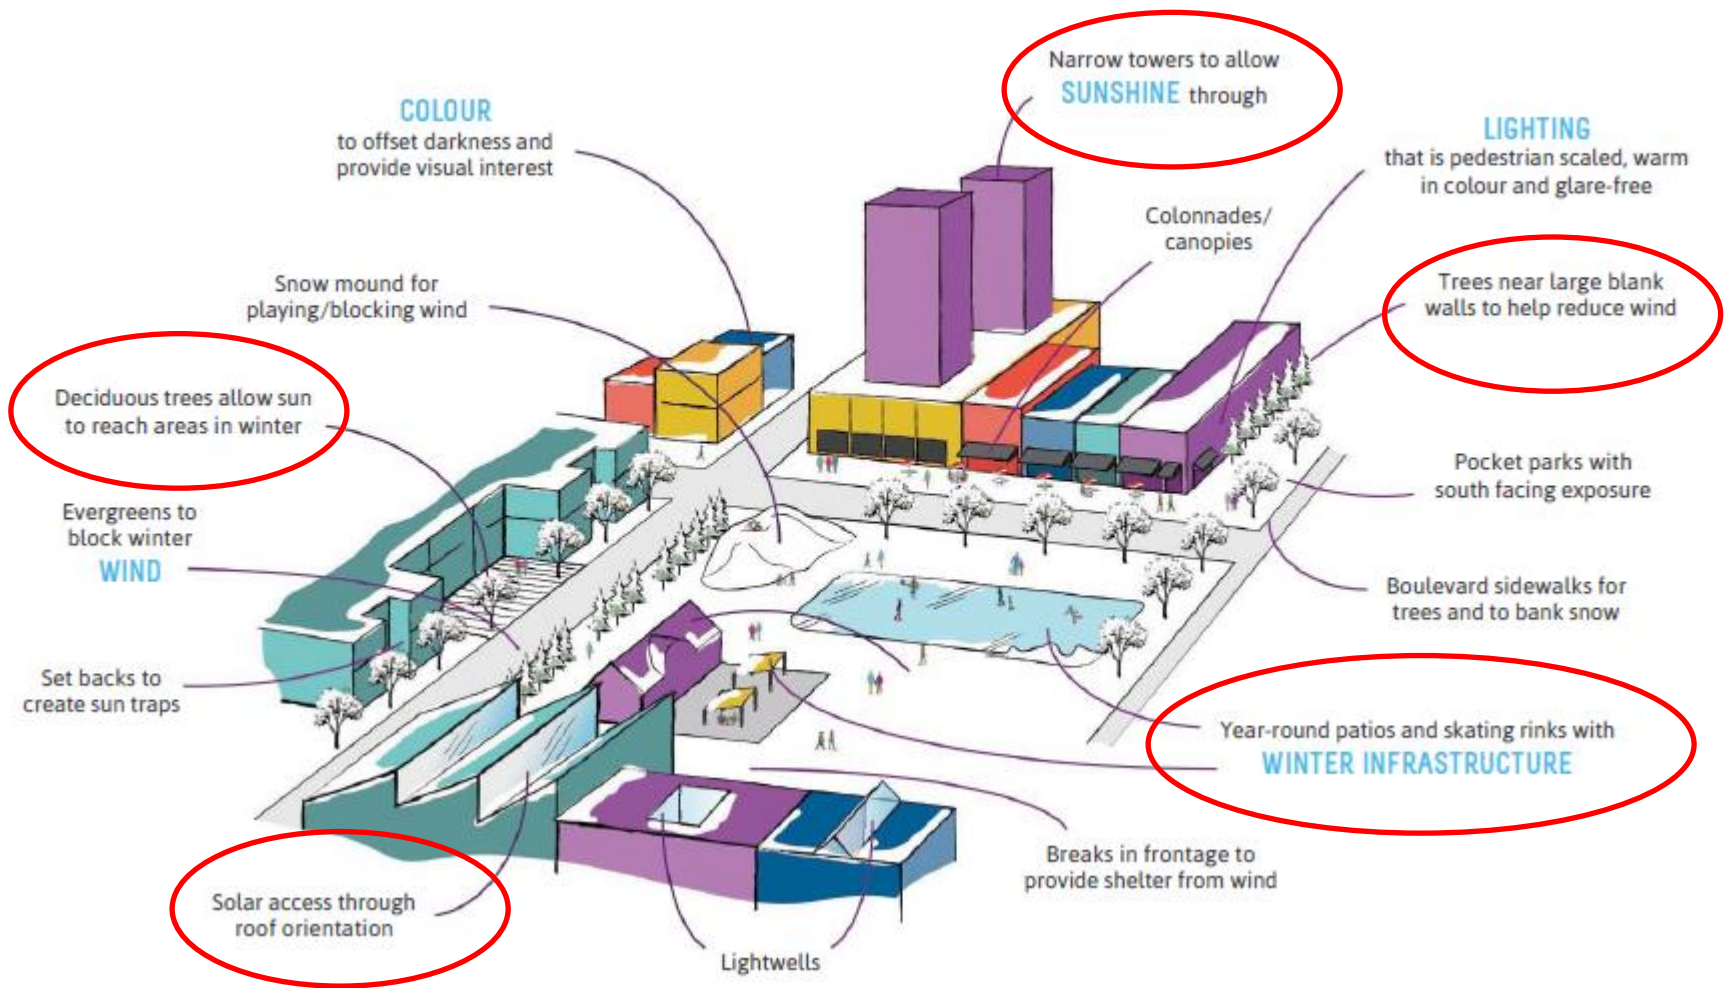 Narrow towers to allow
SUNSHINE through
COLOUR
to offset darkness and
provide visual interest
LIGHTING
that is pedestrian scaled, warm
in colour and glare-free
Colonnades/
canopies
Snow mound for
playing/blocking wind
Trees near large blank
walls to help reduce wind
Deciduous trees allow sun
to reach areas in winter
Pocket parks with
south facing exposure
Evergreens to
block winter
WIND
Boulevard sidewalks for
trees and to bank snow
Set backs to
create sun traps
Year-round patios and skating rinks with
WINTER INFRASTRUCTURE
Breaks in frontage to
provide shelter from wind
Solar access through
roof orientation
Lightwells